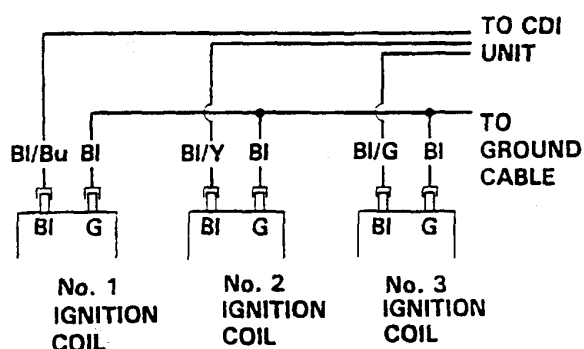 TO CDI
UNIT
TO
GROUND
CABLE
Bl/Bu Bl Bl/Y Bl Bl/G Bl
Bl G Bl G Bl G
No. 1
IGNITION
COIL
No. 2
IGNITION
COIL
No. 3
IGNITION
COIL